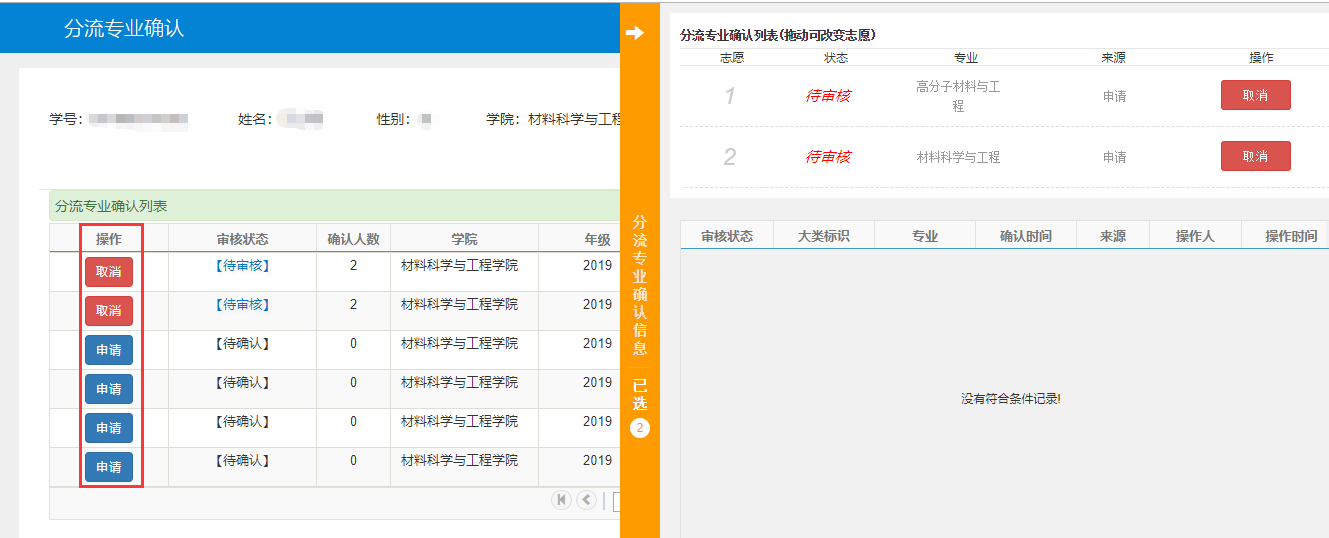 分流专业确认
学号：
姓名：
性别：
学院：材料科学与工程
分流专业确认列表
操作 审核状态 确认人数 学院 年级
取消 【待审核】 2 材料科学与工程学院 2019
取消 【待审核】 2 材料科学与工程学院 2019
申请 【待确认】 0 材料科学与工程学院 2019
申请 【待确认】 0 材料科学与工程学院 2019
申请 【待确认】 0 材料科学与工程学院 2019
申请 【待确认】 0 材料科学与工程学院 2019
分流专业确认信息
已选
2
分流专业确认列表(拖动可改变志愿)
志愿 状态 专业 来源 操作
1 待审核 高分子材料与工
程 申请 取消
2 待审核 材料科学与工程 申请 取消
审核状态 大类标识 专业 确认时间 来源 操作人 操作时间
没有符合条件记录!